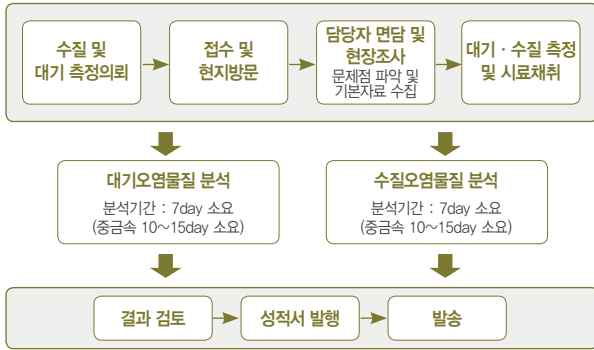 수질 및
대기 측정의뢰
접수 및
현지방문
담당자 면담 및
현장조사
문제점 파악 및
기본자료 수집
대기·수질 측정
및 시료채취
대기오염물질 분석
분석기간 : 7day 소요
(중금속 10~15day 소요)
수질오염물질 분석
분석기간 : 7day 소요
(중금속 10~15day 소요)
결과 검토
성적서 발행
발송